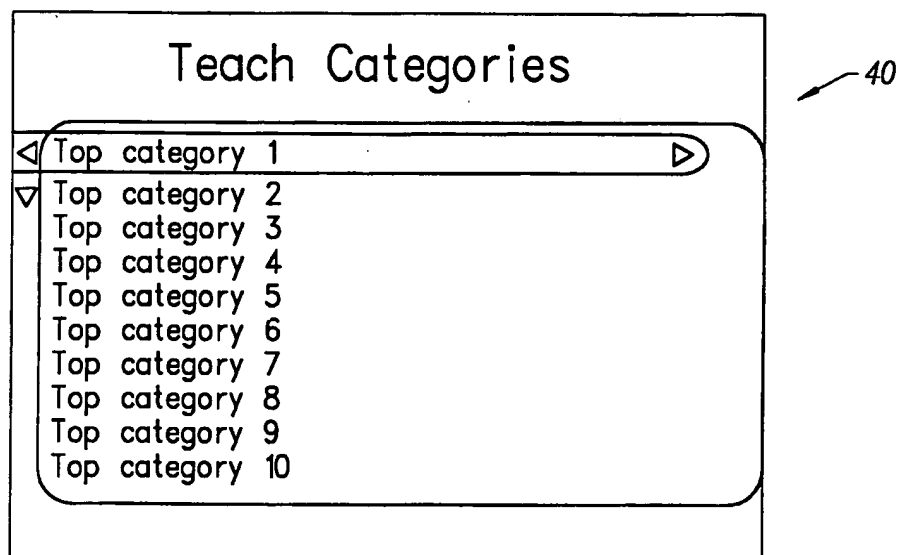 Teach Categories
40
Top category 1
Top category 2
Top category 3
Top category 4
Top category 5
Top category 6
Top category 7
Top category 8
Top category 9
Top category 10